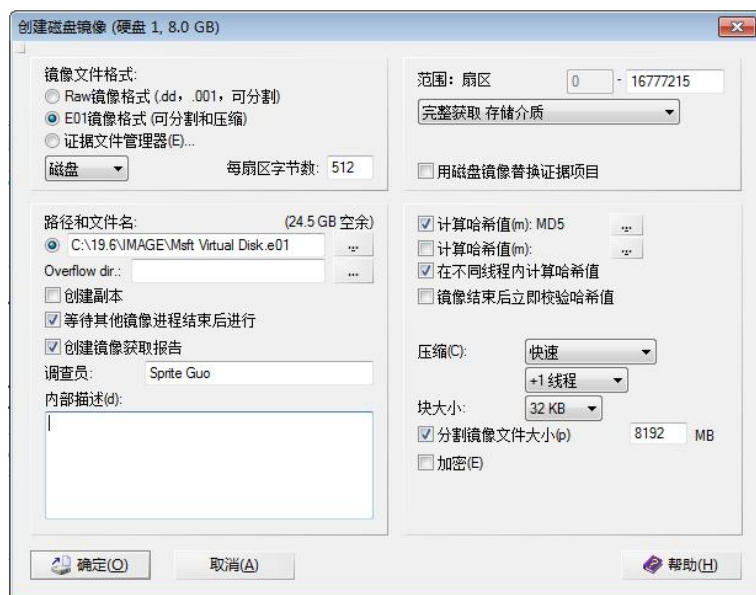 创建磁盘镜像 (硬盘 1, 8.0 GB)
镜像文件格式:
Raw镜像格式 (.dd，.001，可分割)
E01镜像格式 (可分割和压缩)
证据文件管理器(E)...
磁盘 每扇区字节数: 512
范围：扇区 0 - 16777215
完整获取 存储介质
用磁盘镜像替换证据项目
路径和文件名: (24.5 GB 空余)
C:\19.6\IMAGE\Msft Virtual Disk.e01 ...
Overflow dir.: ...
创建副本
等待其他镜像进程结束后进行
创建镜像获取报告
调查员: Sprite Guo
内部描述(d):
计算哈希值(m): MD5 ...
计算哈希值(m): ...
在不同线程内计算哈希值
镜像结束后立即校验哈希值
压缩(C): 快速
+1 线程
块大小: 32 KB
分割镜像文件大小(p) 8192 MB
加密(E)
确定(O) 取消(A) 帮助(H)